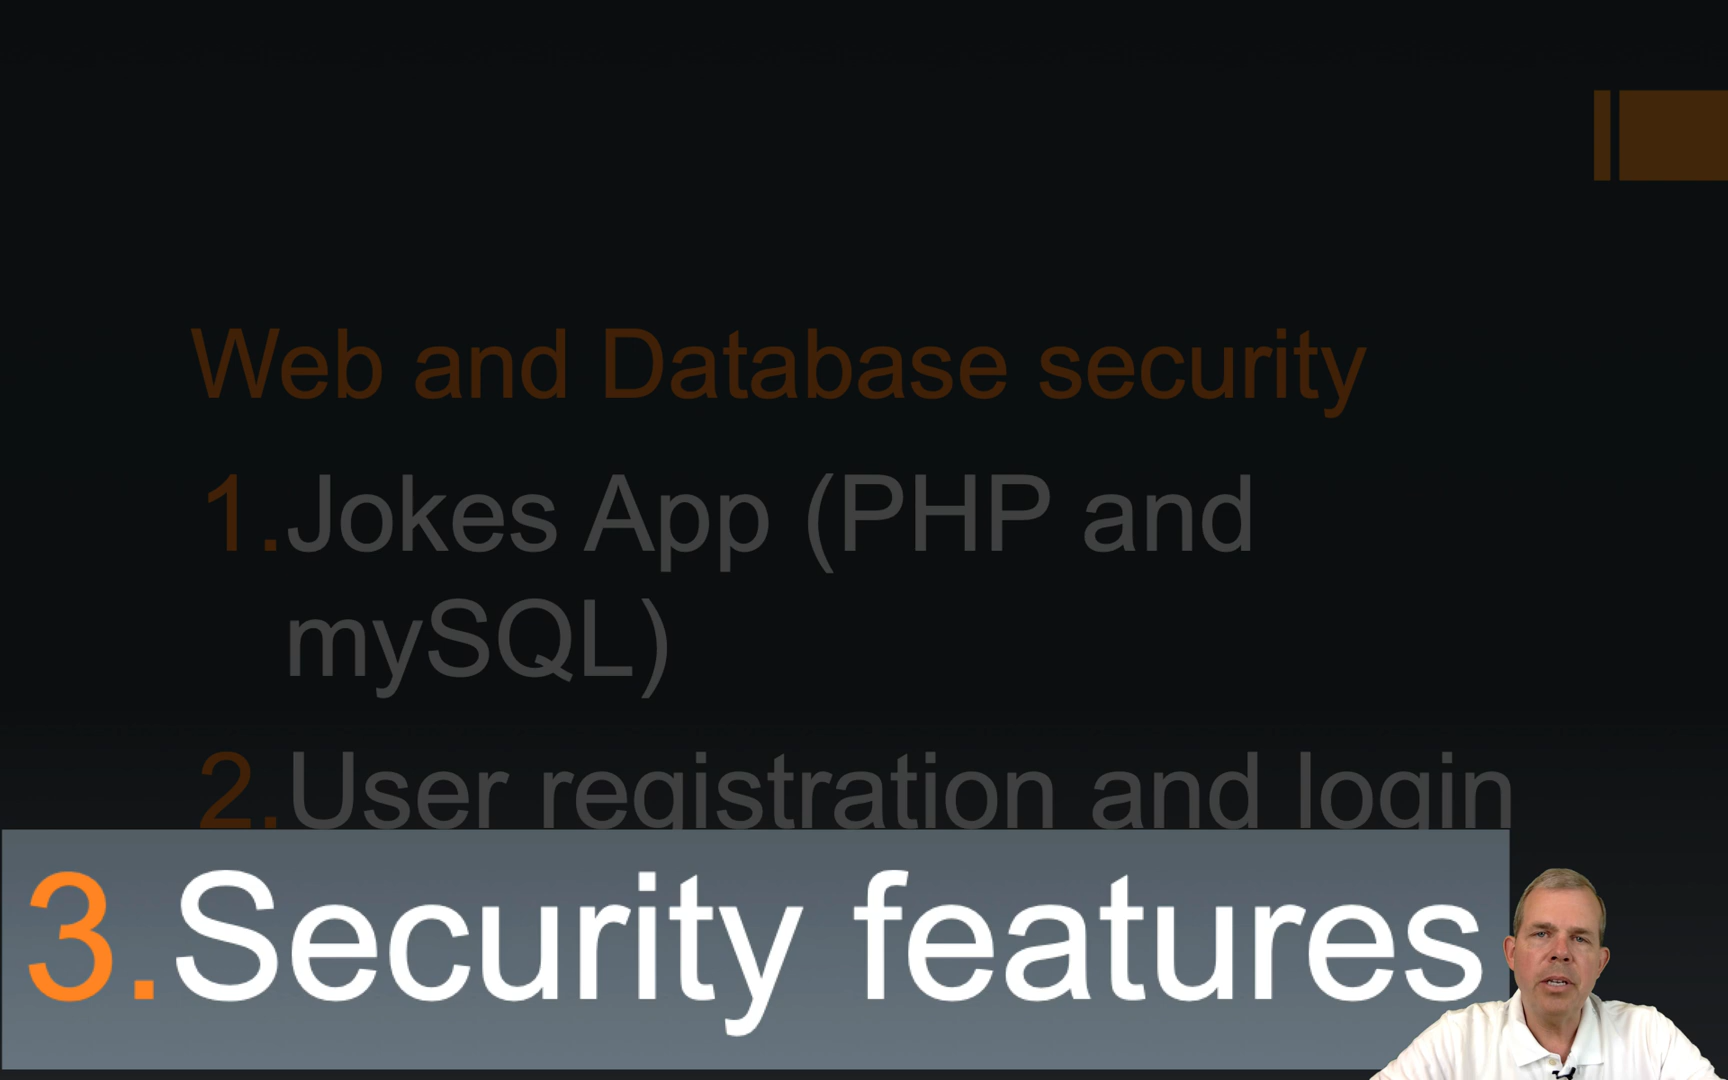 Web and Database security
1.Jokes App (PHP and
mySQL)
2.User registration and login
3.Security features